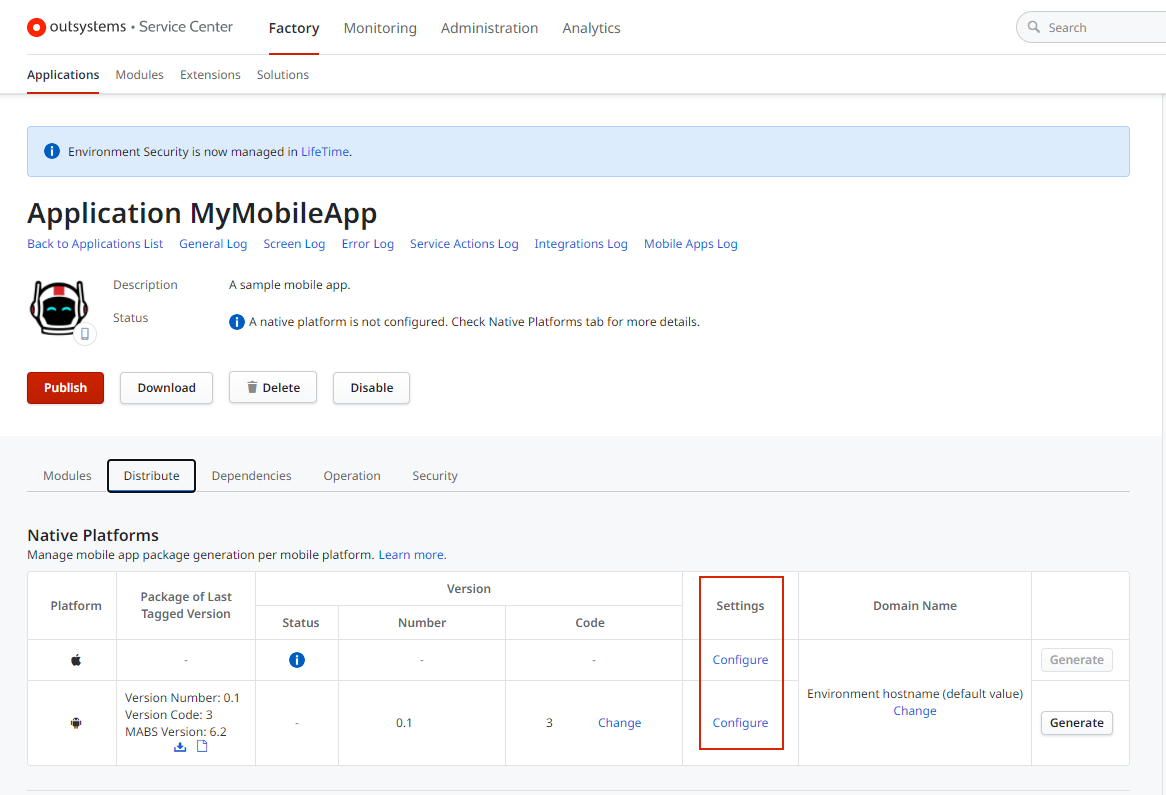 outsystems • Service Center Factory Monitoring Administration Analytics Search
Applications Modules Extensions Solutions
Environment Security is now managed in LifeTime.
Application MyMobileApp
Back to Applications List General Log Screen Log Error Log Service Actions Log Integrations Log Mobile Apps Log
Description A sample mobile app.
Status A native platform is not configured. Check Native Platforms tab for more details.
Publish Download Delete Disable
Modules Distribute Dependencies Operation Security
Native Platforms
Manage mobile app package generation per mobile platform. Learn more.
Platform Package of Last Tagged Version Version Settings Domain Name
Status Number Code
- - - Configure Generate
Version Number: 0.1
Version Code: 3
MABS Version: 6.2
- 0.1 3 Change Configure Generate
Environment hostname (default value)
Change